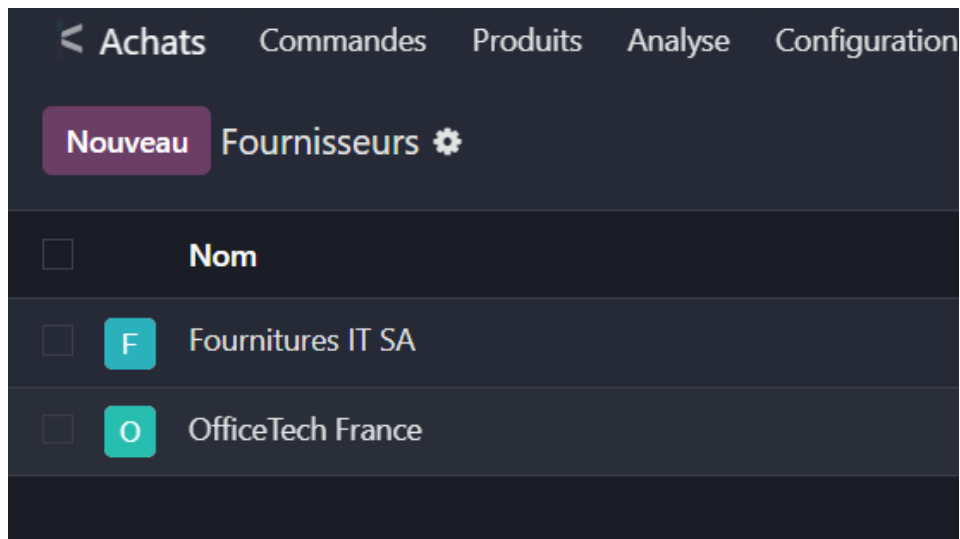 Achats Commandes Produits Analyse Configuration
Nouveau Fournisseurs
Nom
F Fournitures IT SA
O OfficeTech France